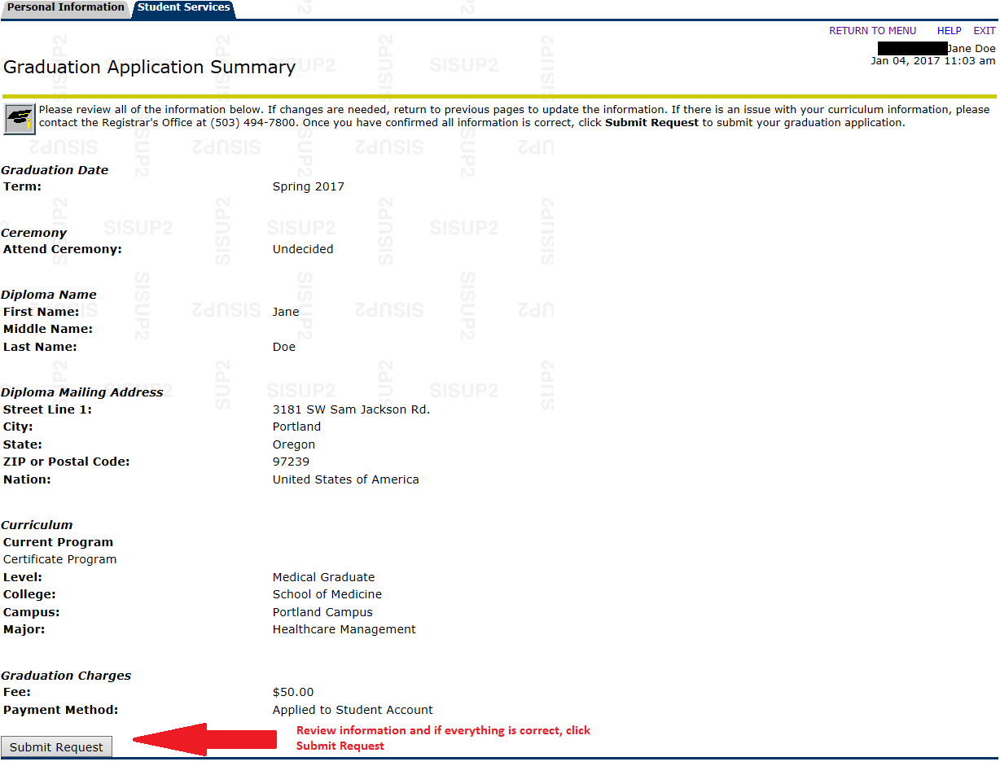 Personal Information Student Services
RETURN TO MENU HELP EXIT
Jane Doe
Jan 04, 2017 11:03 am
Graduation Application Summary
Please review all of the information below. If changes are needed, return to previous pages to update the information. If there is an issue with your curriculum information, please
contact the Registrar's Office at (503) 494-7800. Once you have confirmed all information is correct, click Submit Request to submit your graduation application.
Graduation Date
Term: Spring 2017
Ceremony
Attend Ceremony: Undecided
Diploma Name
First Name: Jane
Middle Name:
Last Name: Doe
Diploma Mailing Address
Street Line 1: 3181 SW Sam Jackson Rd.
City: Portland
State: Oregon
ZIP or Postal Code: 97239
Nation: United States of America
Curriculum
Current Program
Certificate Program
Level: Medical Graduate
College: School of Medicine
Campus: Portland Campus
Major: Healthcare Management
Graduation Charges
Fee: $50.00
Payment Method: Applied to Student Account
Review information and if everything is correct, click
Submit Request
Submit Request
SISUP2